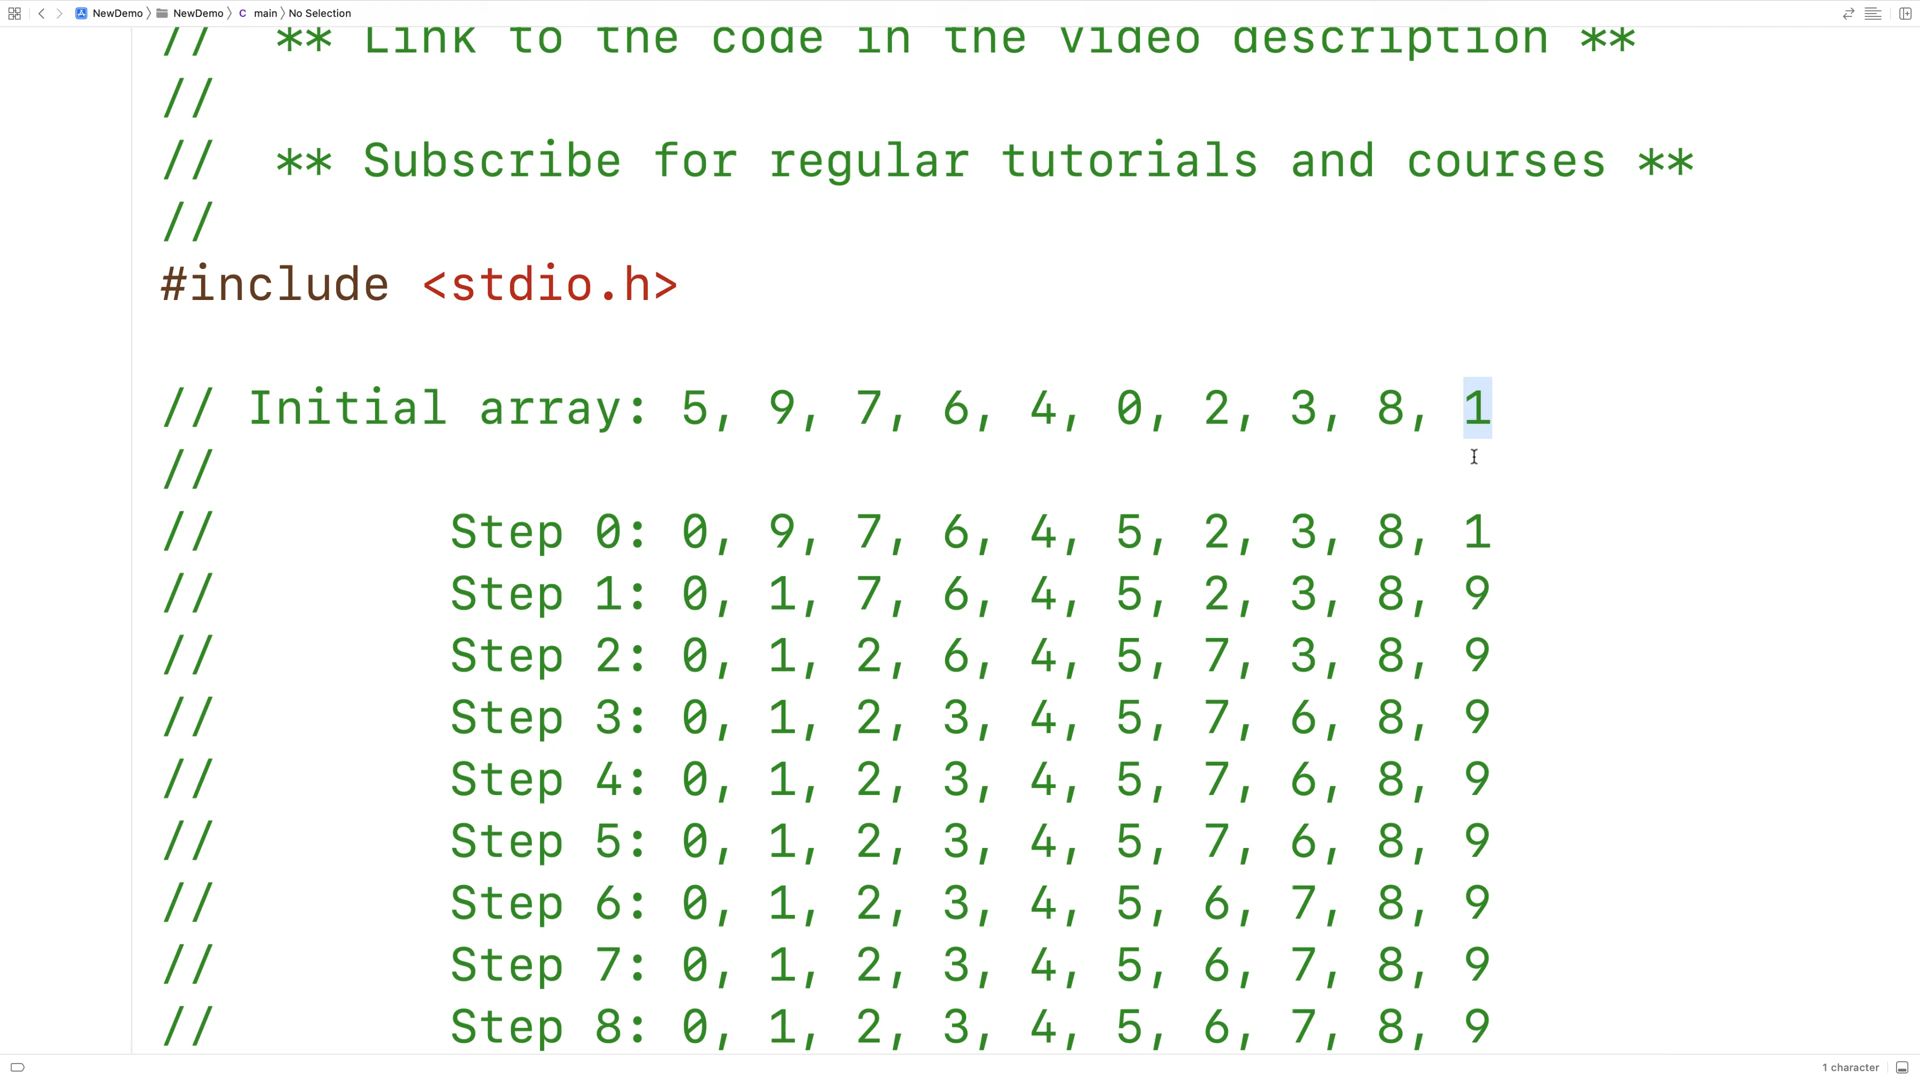 NewDemo 〉 NewDemo 〉 C main 〉 No Selection
// ** Link to the code in the video description **
//
// ** Subscribe for regular tutorials and courses **
//
#include <stdio.h>
// Initial array: 5, 9, 7, 6, 4, 0, 2, 3, 8, 1
//
// Step 0: 0, 9, 7, 6, 4, 5, 2, 3, 8, 1
// Step 1: 0, 1, 7, 6, 4, 5, 2, 3, 8, 9
// Step 2: 0, 1, 2, 6, 4, 5, 7, 3, 8, 9
// Step 3: 0, 1, 2, 3, 4, 5, 7, 6, 8, 9
// Step 4: 0, 1, 2, 3, 4, 5, 7, 6, 8, 9
// Step 5: 0, 1, 2, 3, 4, 5, 7, 6, 8, 9
// Step 6: 0, 1, 2, 3, 4, 5, 6, 7, 8, 9
// Step 7: 0, 1, 2, 3, 4, 5, 6, 7, 8, 9
// Step 8: 0, 1, 2, 3, 4, 5, 6, 7, 8, 9
1 character